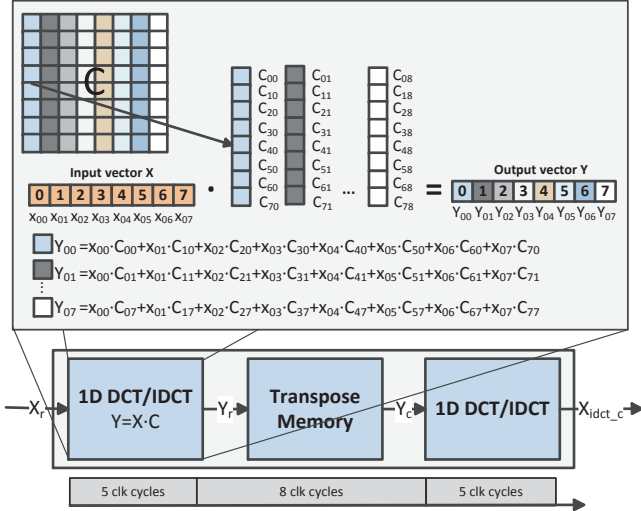 C
C₀₀ C₀₁ C₀₈
C₁₀ C₁₁ C₁₈
C₂₀ C₂₁ C₂₈
C₃₀ C₃₁ C₃₈
C₄₀ C₄₁ C₄₈
C₅₀ C₅₁ C₅₈
C₆₀ C₆₁ C₆₈
C₇₀ C₇₁ ... C₇₈
Input vector X
0 1 2 3 4 5 6 7
x₀₀ x₀₁ x₀₂ x₀₃ x₀₄ x₀₅ x₀₆ x₀₇
·
=
Output vector Y
0 1 2 3 4 5 6 7
Y₀₀ Y₀₁ Y₀₂ Y₀₃ Y₀₄ Y₀₅ Y₀₆ Y₀₇
Y₀₀ =x₀₀·C₀₀+x₀₁·C₁₀+x₀₂·C₂₀+x₀₃·C₃₀+x₀₄·C₄₀+x₀₅·C₅₀+x₀₆·C₆₀+x₀₇·C₇₀
Y₀₁ =x₀₀·C₀₁+x₀₁·C₁₁+x₀₂·C₂₁+x₀₃·C₃₁+x₀₄·C₄₁+x₀₅·C₅₁+x₀₆·C₆₁+x₀₇·C₇₁
Y₀₇ =x₀₀·C₀₇+x₀₁·C₁₇+x₀₂·C₂₇+x₀₃·C₃₇+x₀₄·C₄₇+x₀₅·C₅₇+x₀₆·C₆₇+x₀₇·C₇₇
X_r
1D DCT/IDCT
Y=X·C
Y_r
Transpose
Memory
Y_c
1D DCT/IDCT
X_idct_c
5 clk cycles 8 clk cycles 5 clk cycles